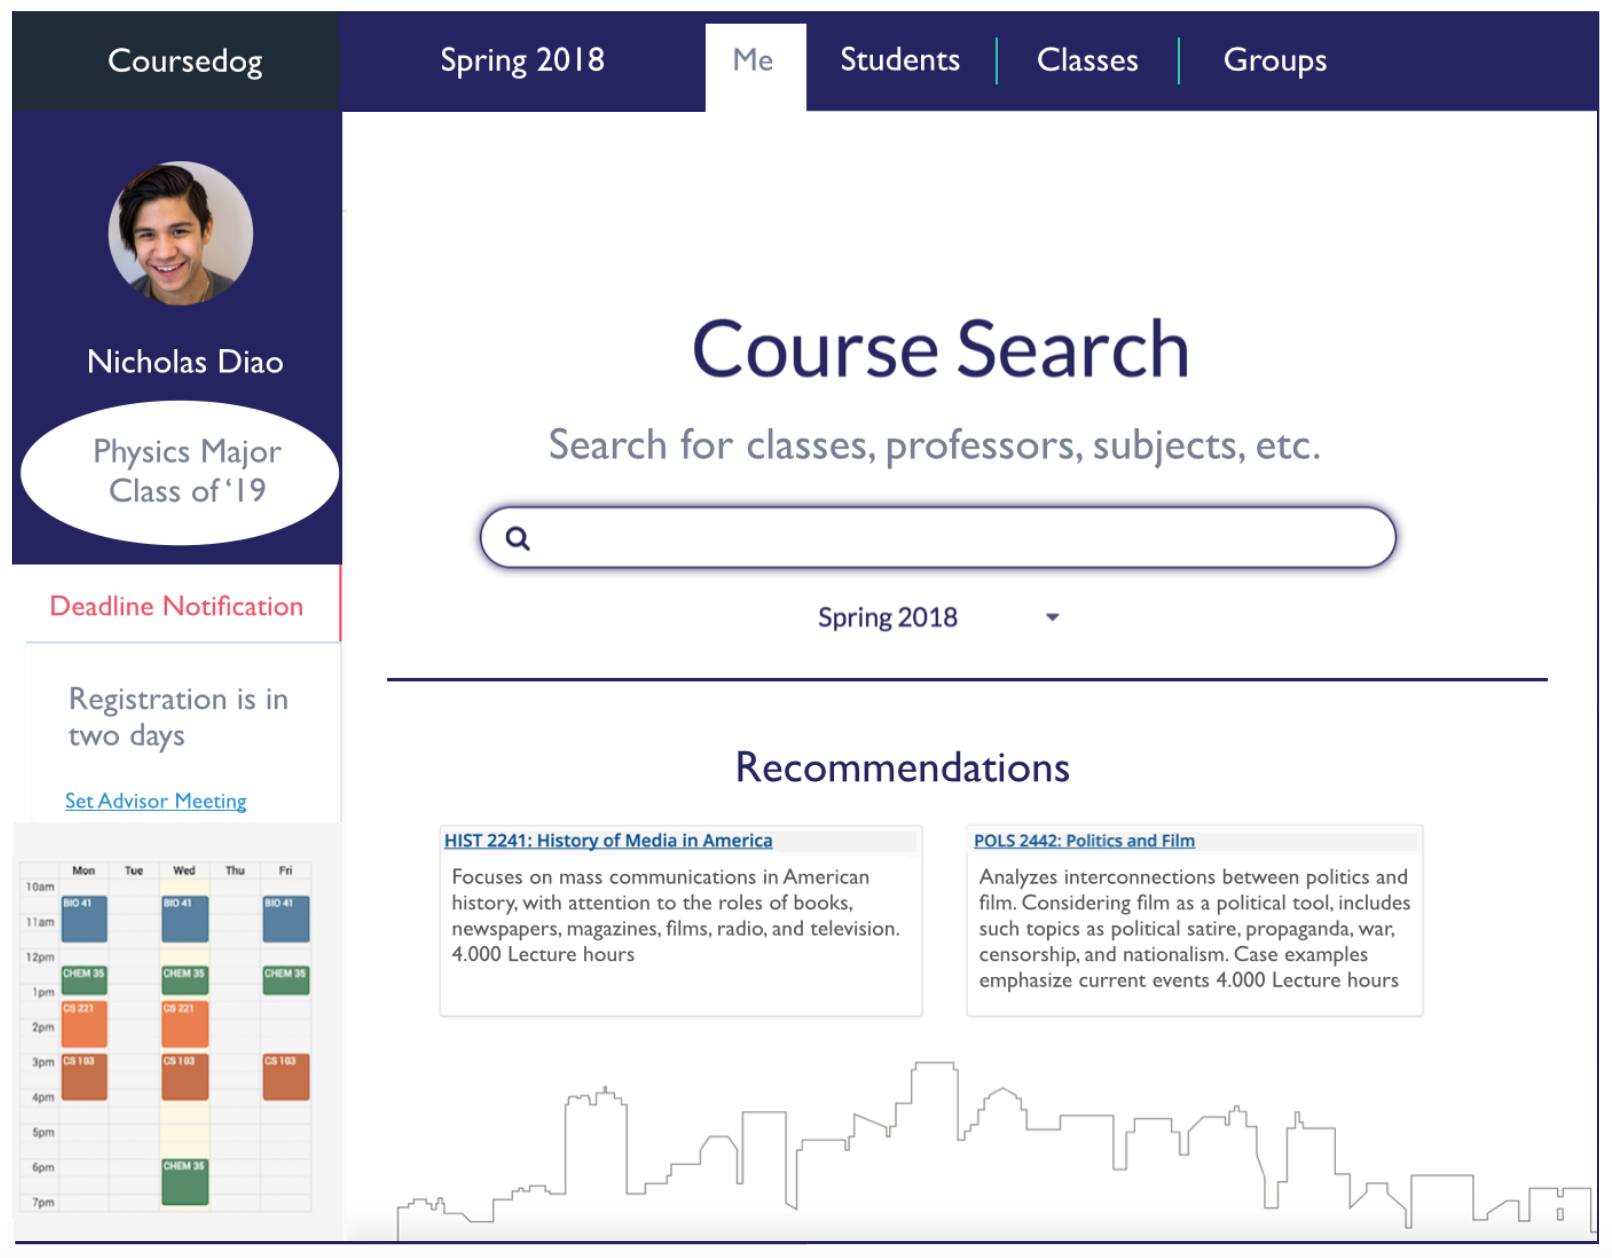 Coursedog
Spring 2018
Me
Students
Classes
Groups
Nicholas Diao
Physics Major
Class of ‘19
Deadline Notification
Registration is in
two days
Set Advisor Meeting
Mon Tue Wed Thu Fri
10am
BIO 41 BIO 41 BIO 41
11am
12pm
CHEM 35 CHEM 35 CHEM 35
1pm
CS 221 CS 221
2pm
3pm CS 103 CS 103 CS 103
4pm
5pm
6pm CHEM 35
7pm
Course Search
Search for classes, professors, subjects, etc.
Spring 2018
Recommendations
HIST 2241: History of Media in America
Focuses on mass communications in American
history, with attention to the roles of books,
newspapers, magazines, films, radio, and television.
4.000 Lecture hours
POLS 2442: Politics and Film
Analyzes interconnections between politics and
film. Considering film as a political tool, includes
such topics as political satire, propaganda, war,
censorship, and nationalism. Case examples
emphasize current events 4.000 Lecture hours